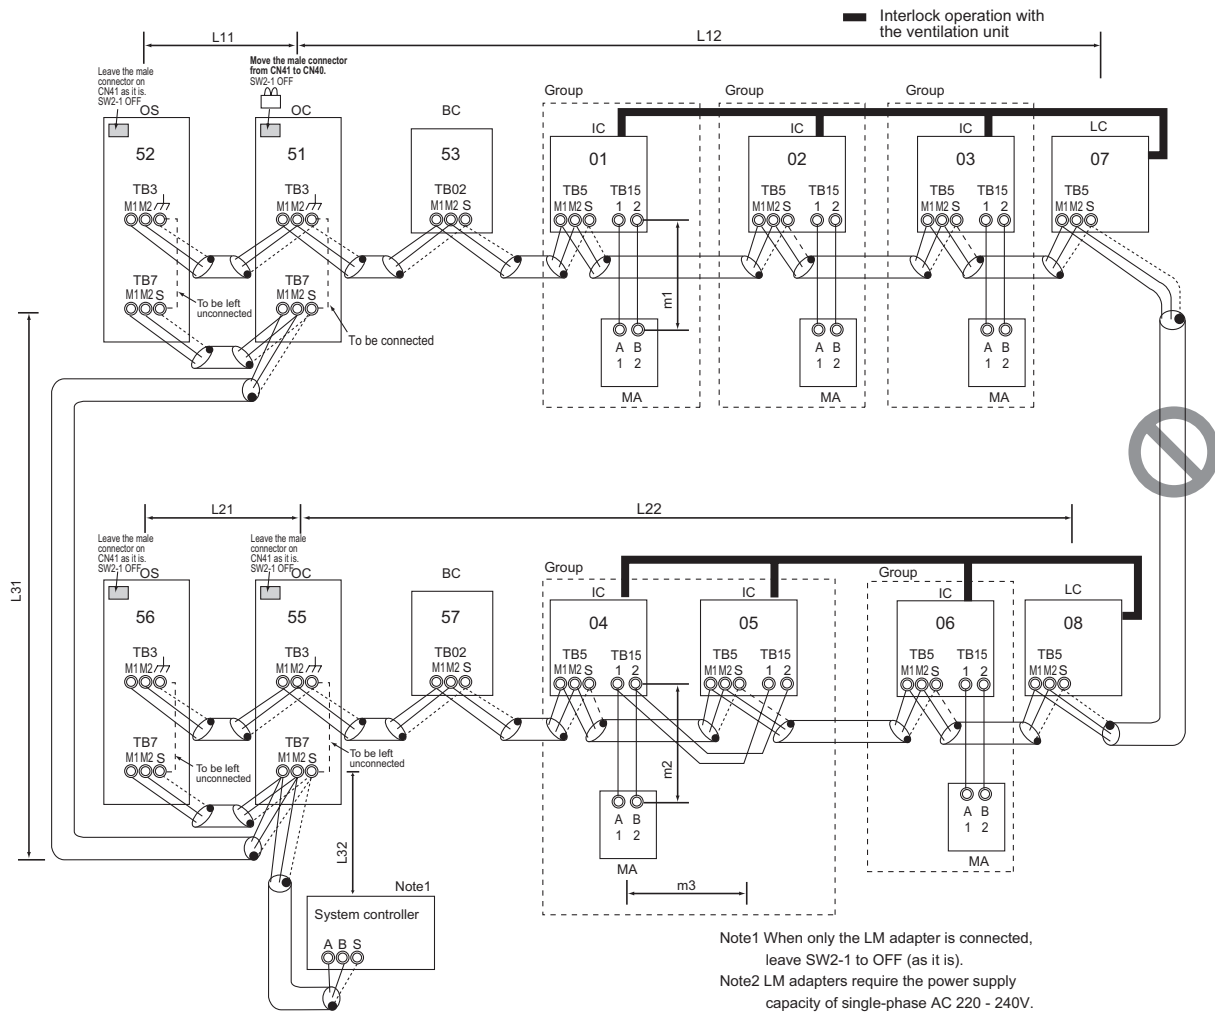 Interlock operation with
the ventilation unit
L11
L12
Leave the male
connector on
CN41 as it is.
SW2-1 OFF
Move the male connector
from CN41 to CN40.
SW2-1 OFF
OS
OC
BC
Group
Group
Group
IC
IC
IC
LC
52
51
53
01
02
03
07
TB3
TB3
TB02
TB5
TB15
TB5
TB15
TB5
TB15
TB5
M1 M2
M1 M2
M1 M2 S
M1 M2 S
1 2
M1 M2 S
1 2
M1 M2 S
1 2
M1 M2 S
TB7
TB7
M1 M2 S
M1 M2 S
To be left
unconnected
To be connected
m1
A B
1 2
MA
A B
1 2
MA
A B
1 2
MA
L31
L21
L22
Leave the male
connector on
CN41 as it is.
SW2-1 OFF
Leave the male
connector on
CN41 as it is.
SW2-1 OFF
OS
OC
BC
Group
Group
IC
IC
IC
LC
56
55
57
04
05
06
08
TB3
TB3
TB02
TB5
TB15
TB5
TB15
TB5
TB15
TB5
M1 M2
M1 M2
M1 M2 S
M1 M2 S
1 2
M1 M2 S
1 2
M1 M2 S
1 2
M1 M2 S
TB7
TB7
M1 M2 S
M1 M2 S
To be left
unconnected
To be left
unconnected
m2
A B
1 2
MA
A B
1 2
MA
m3
L32
Note1
System controller
A B S
Note1 When only the LM adapter is connected,
leave SW2-1 to OFF (as it is).
Note2 LM adapters require the power supply
capacity of single-phase AC 220 - 240V.